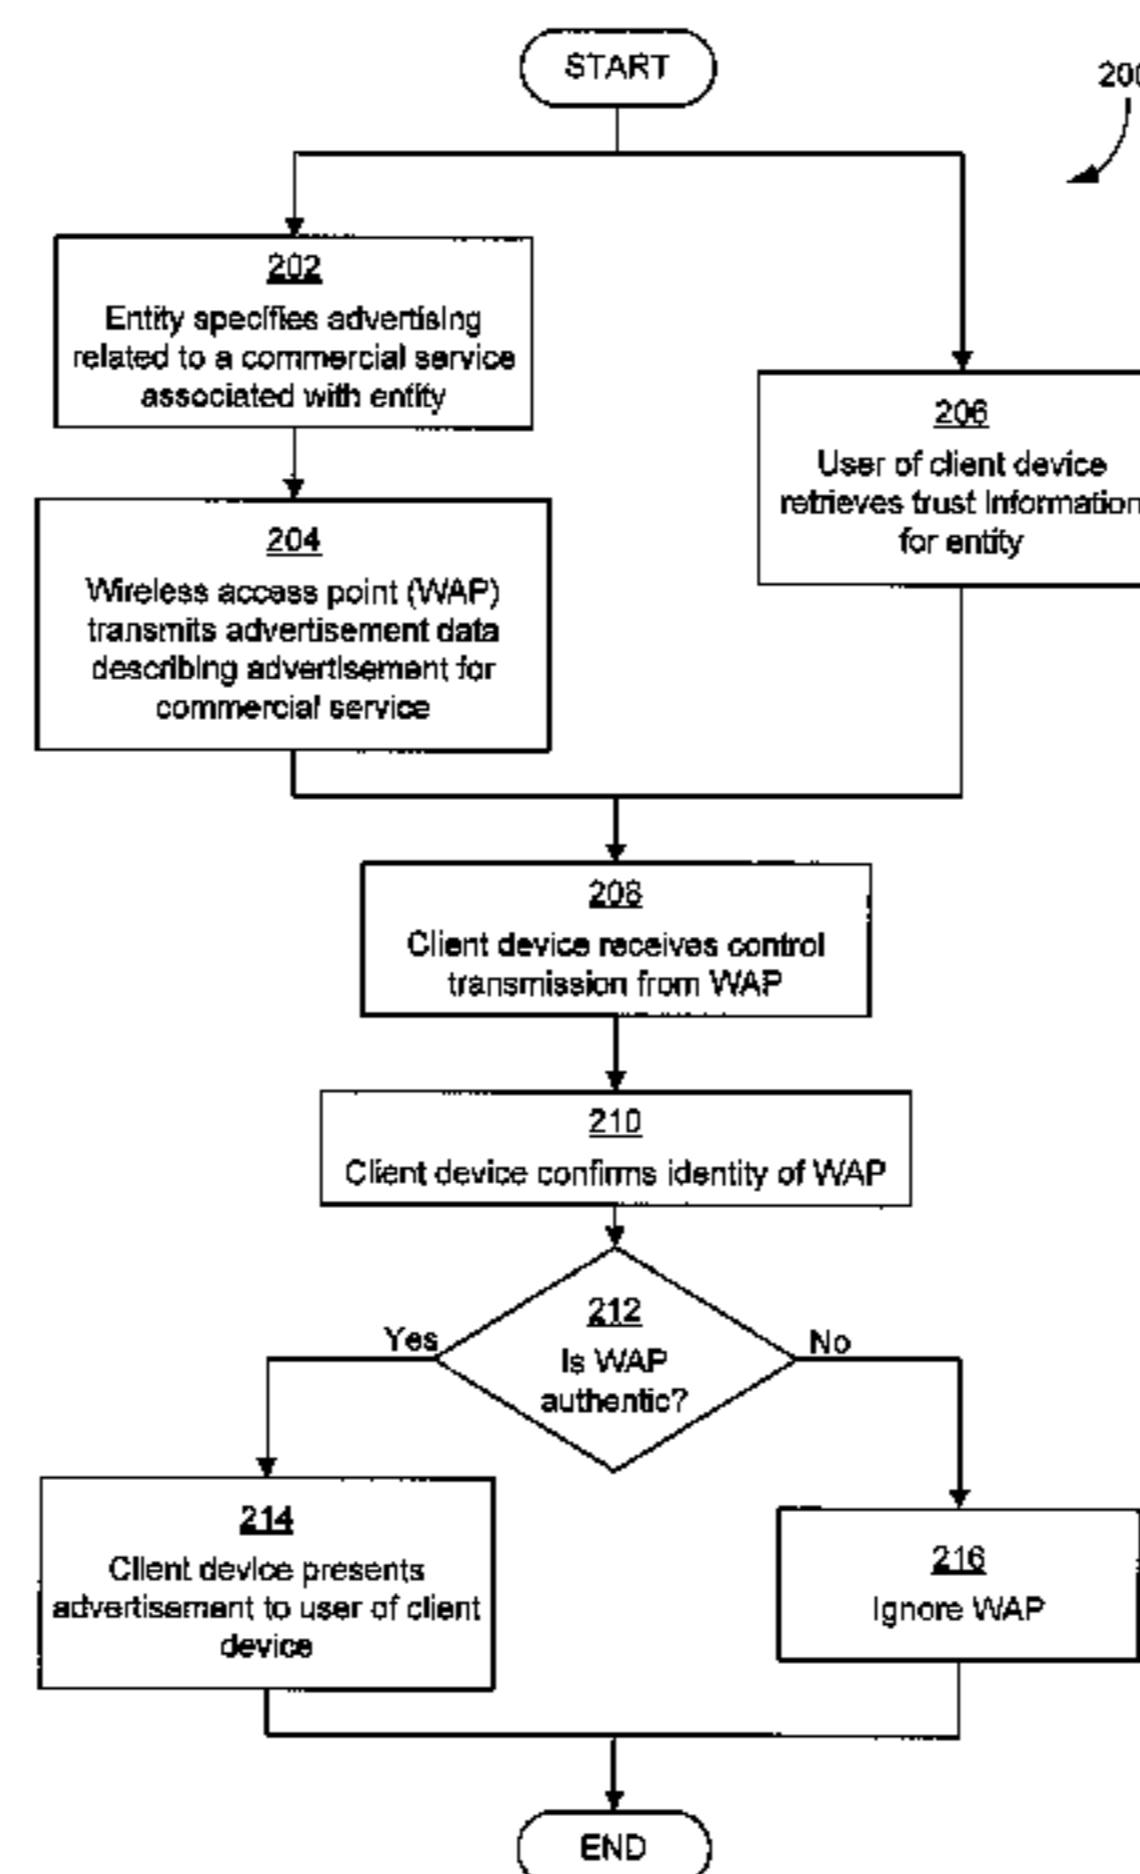 START
200
202
Entity specifies advertising
related to a commercial service
associated with entity
206
User of client device
retrieves trust information
for entity
204
Wireless access point (WAP)
transmits advertisement data
describing advertisement for
commercial service
208
Client device receives control
transmission from WAP
210
Client device confirms identity of WAP
212
Is WAP
authentic?
Yes
No
214
Client device presents
advertisement to user of client
device
216
Ignore WAP
END